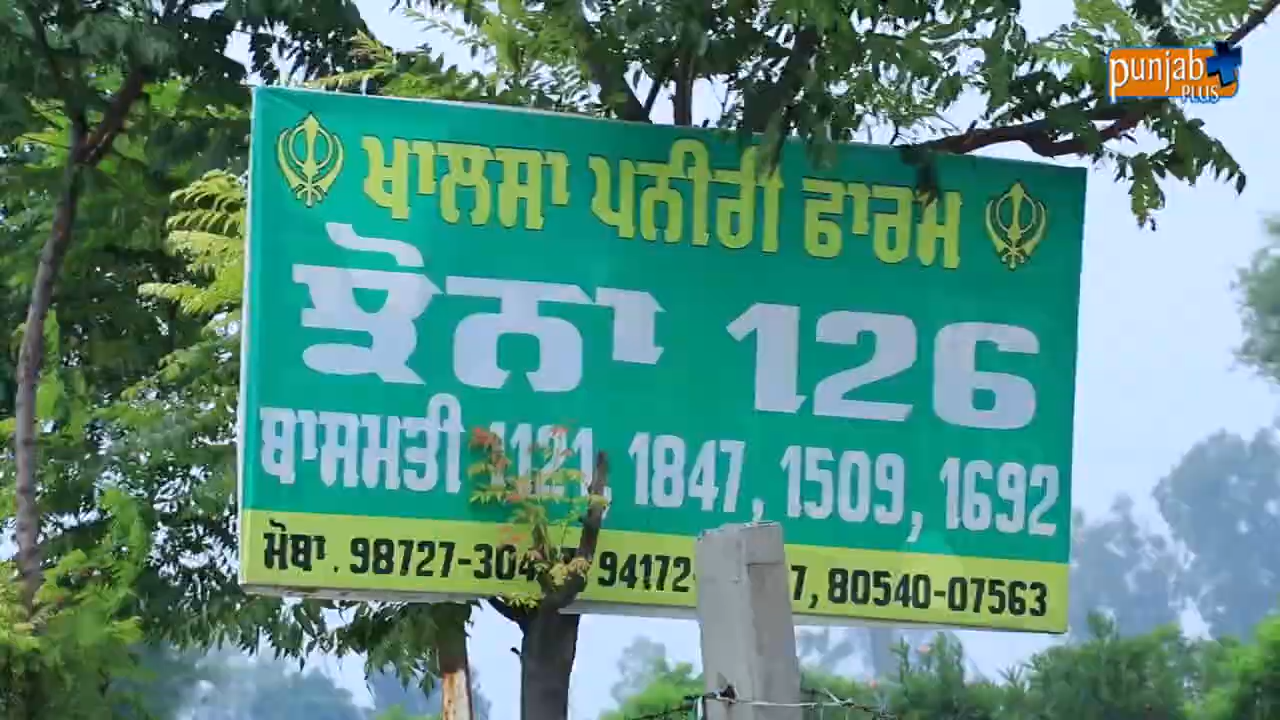 punjab
PLUS
ਖਾਲਸਾ ਪਨੀਰੀ ਫਾਰਮ
ਝੋਨਾ 126
ਬਾਸਮਤੀ 1121, 1847, 1509, 1692
ਮੋਬਾ. 80540-07563